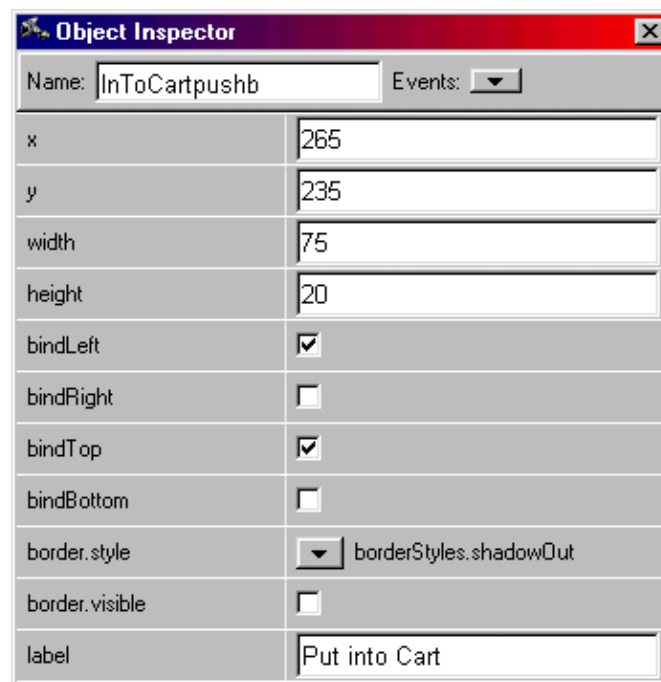 Object Inspector
Name: InToCartpushb Events:
x 265
y 235
width 75
height 20
bindLeft
bindRight
bindTop
bindBottom
border.style borderStyles.shadowOut
border.visible
label Put into Cart